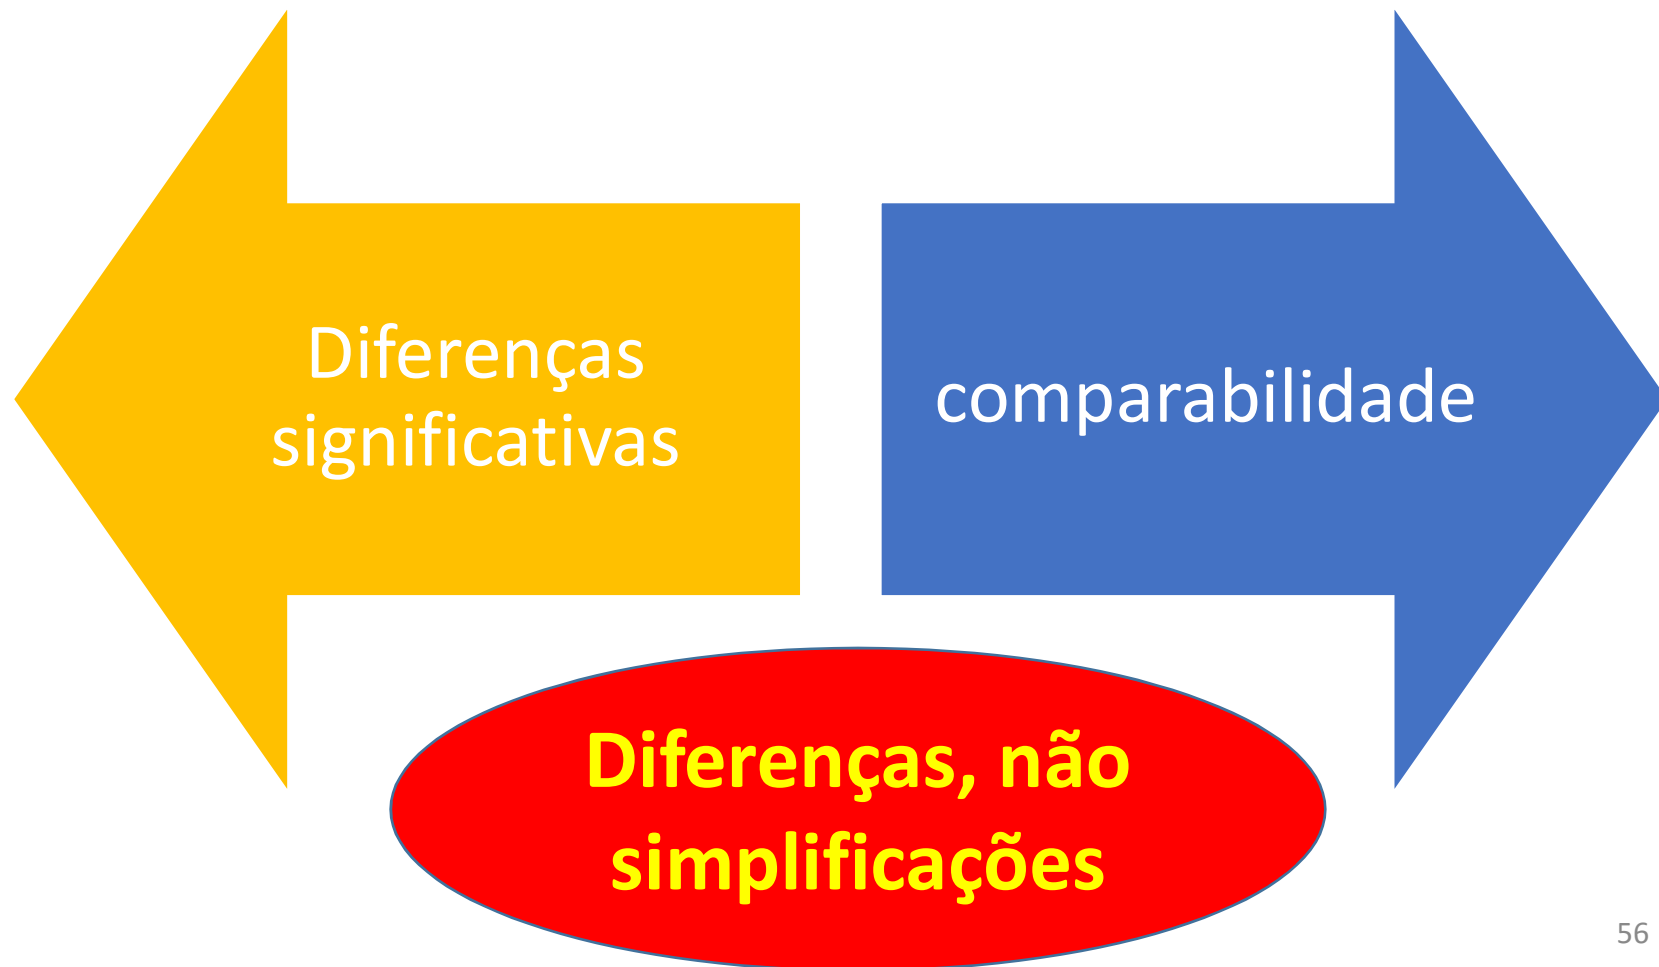 Diferenças
significativas
comparabilidade
Diferenças, não
simplificações
56